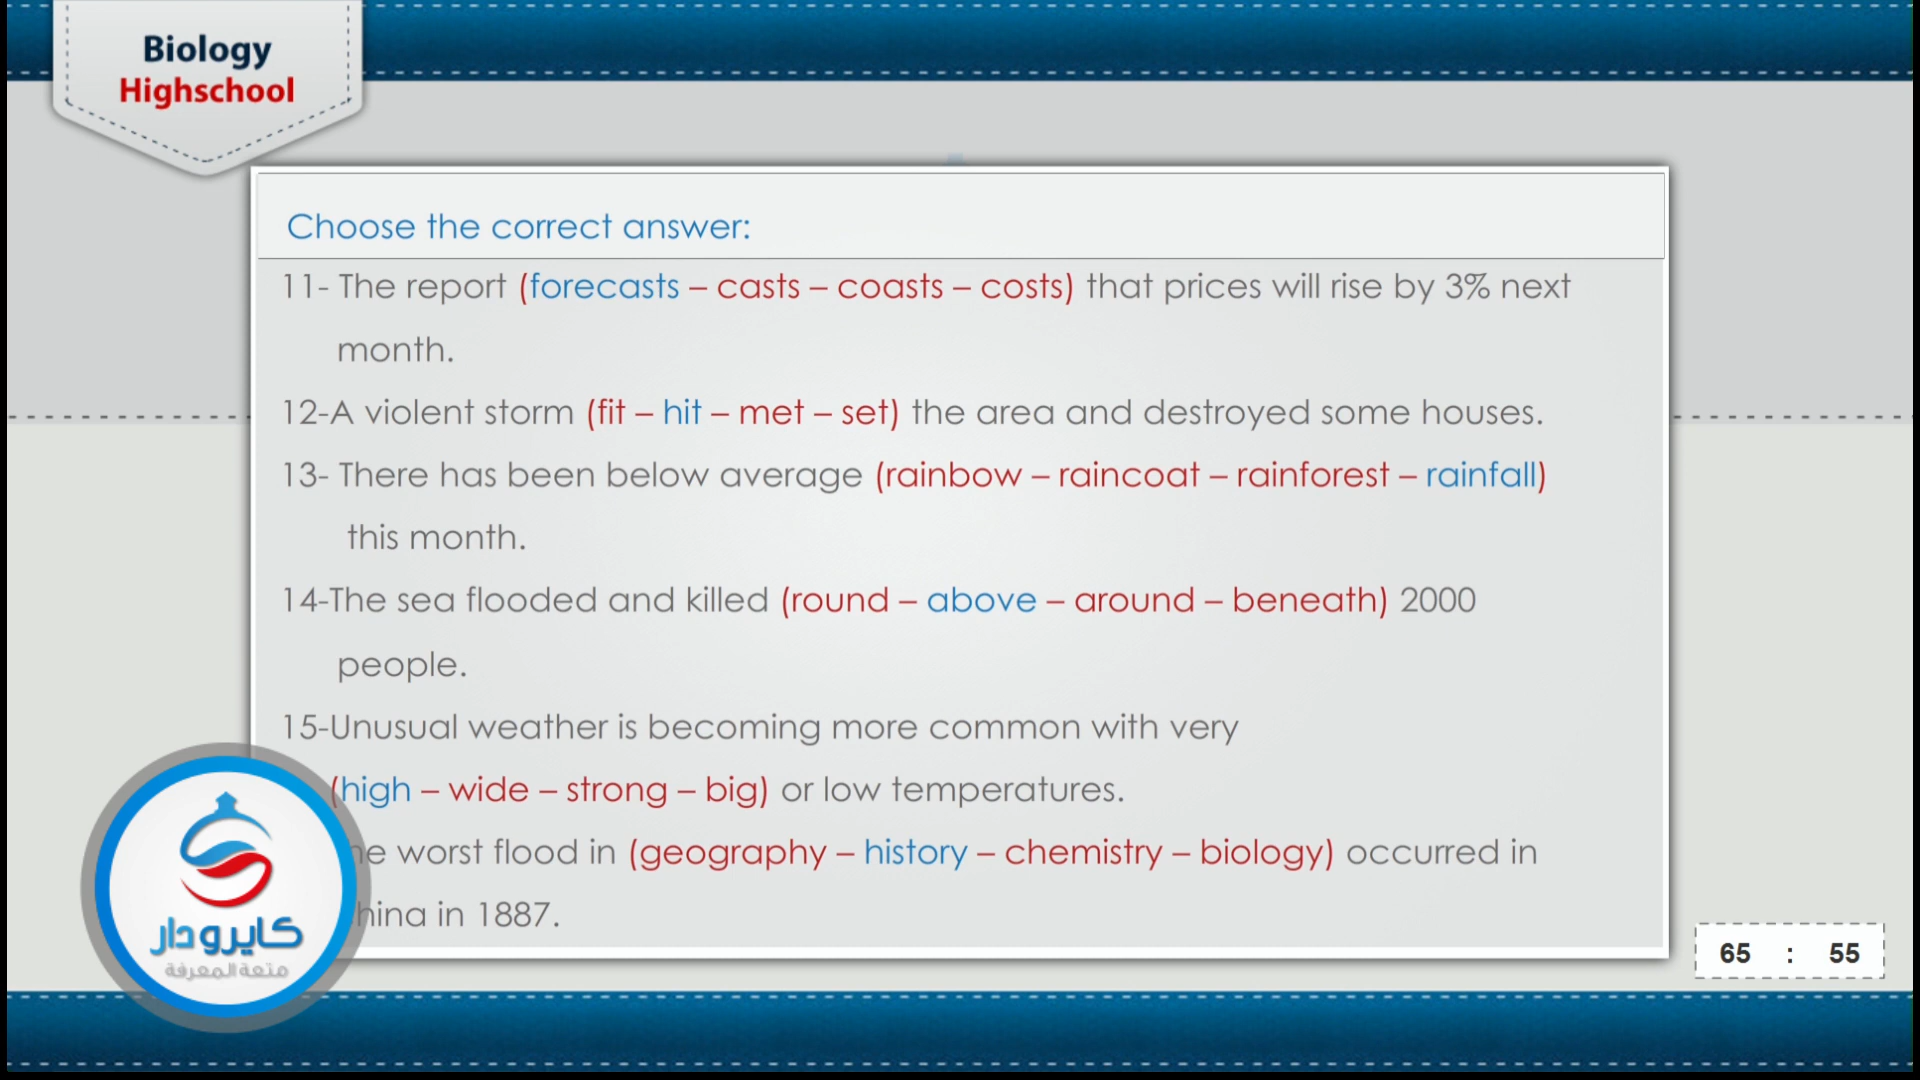 Biology
Highschool
Choose the correct answer:
11- The report (forecasts – casts – coasts – costs) that prices will rise by 3% next
month.
12-A violent storm (fit – hit – met – set) the area and destroyed some houses.
13- There has been below average (rainbow – raincoat – rainforest – rainfall)
this month.
14-The sea flooded and killed (round – above – around – beneath) 2000
people.
15-Unusual weather is becoming more common with very
(high – wide – strong – big) or low temperatures.
worst flood in (geography – history – chemistry – biology) occurred in
in 1887.
كايرودار
متعة المعرفة
65 : 55